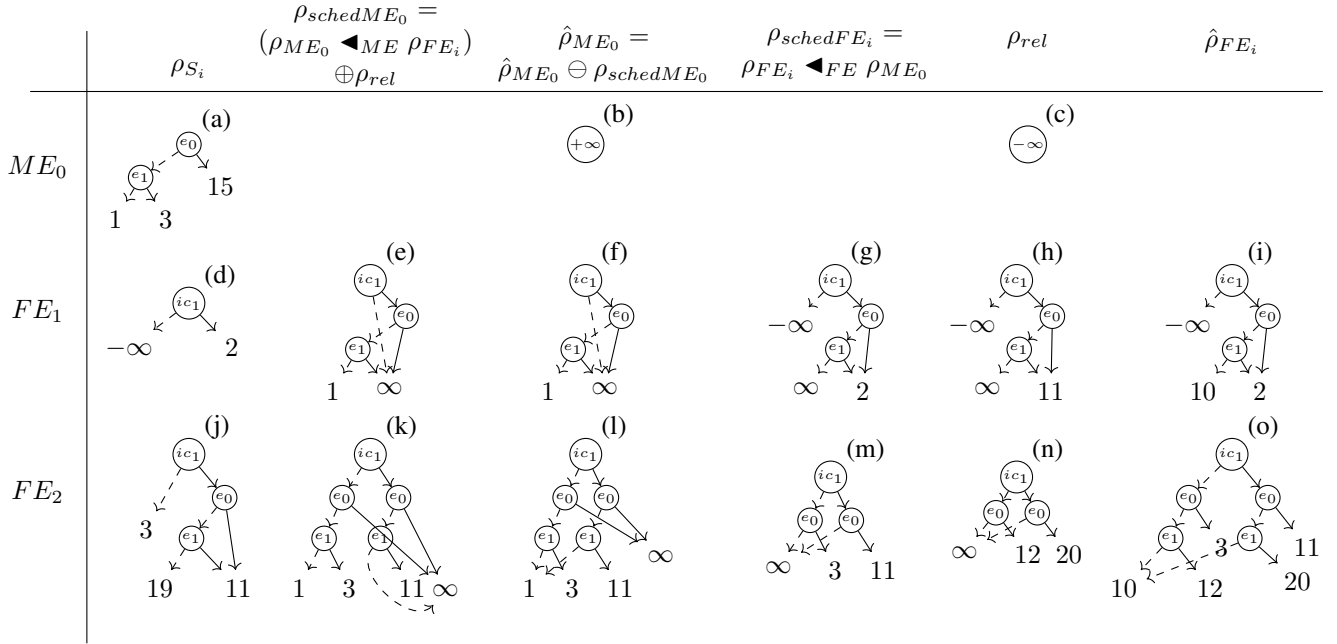 ρ_{schedME_0} =
(ρ_{ME_0} ◄_{ME} ρ_{FE_i})
⊕ρ_{rel}
ρ̂_{ME_0} =
ρ̂_{ME_0} ⊖ ρ_{schedME_0}
ρ_{schedFE_i} =
ρ_{FE_i} ◄_{FE} ρ_{ME_0}
ρ_{S_i}
ρ_{rel}
ρ̂_{FE_i}
ME_0
(a)
e_0
e_1
15
1 3
(b)
+∞
(c)
−∞
FE_1
(d)
ic_1
−∞ 2
(e)
ic_1
e_0
e_1
1 ∞
(f)
ic_1
e_0
e_1
1 ∞
(g)
ic_1
−∞ e_0
e_1
∞ 2
(h)
ic_1
−∞ e_0
e_1
∞ 11
(i)
ic_1
−∞ e_0
e_1
10 2
FE_2
(j)
ic_1
e_0
3
e_1
19 11
(k)
ic_1
e_0 e_0
e_1 e_1
1 3 11 ∞
(l)
ic_1
e_0 e_0
e_1 e_1
∞
1 3 11
(m)
ic_1
e_0 e_0
∞ 3 11
(n)
ic_1
e_0 e_0
∞ 12 20
(o)
ic_1
e_0 e_0
e_1 3 e_1 11
10 12 20